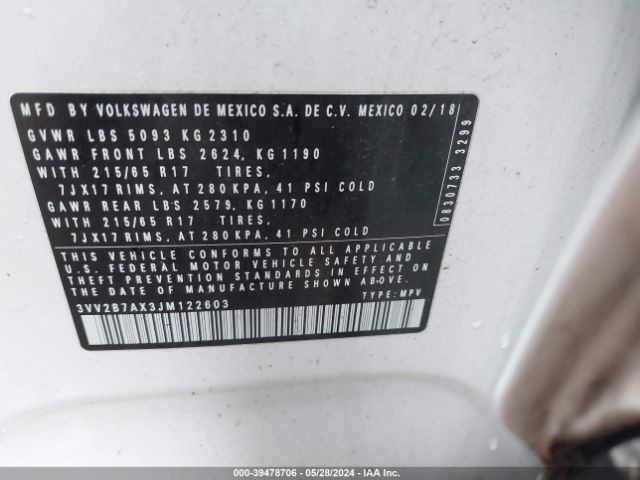 MFD BY VOLKSWAGEN DE MEXICO S.A. DE C.V. MEXICO 02/18
GVWR LBS 5093 KG 2310
GAWR FRONT LBS 2624, KG 1190
WITH 215/65 R17 TIRES,
7JX17 RIMS, AT 280 KPA, 41 PSI COLD
GAWR REAR LBS 2579, KG 1170
WITH 215/65 R17 TIRES,
7JX17 RIMS, AT 280 KPA, 41 PSI COLD
THIS VEHICLE CONFORMS TO ALL APPLICABLE
U.S. FEDERAL MOTOR VEHICLE SAFETY AND
THEFT PREVENTION STANDARDS IN EFFECT ON
THE DATE OF MANUFACTURE SHOWN ABOVE.
3VV2B7AX3JM122603 TYPE: MPV
0830733 3299
000-39478706 - 05/28/2024 - IAA Inc.